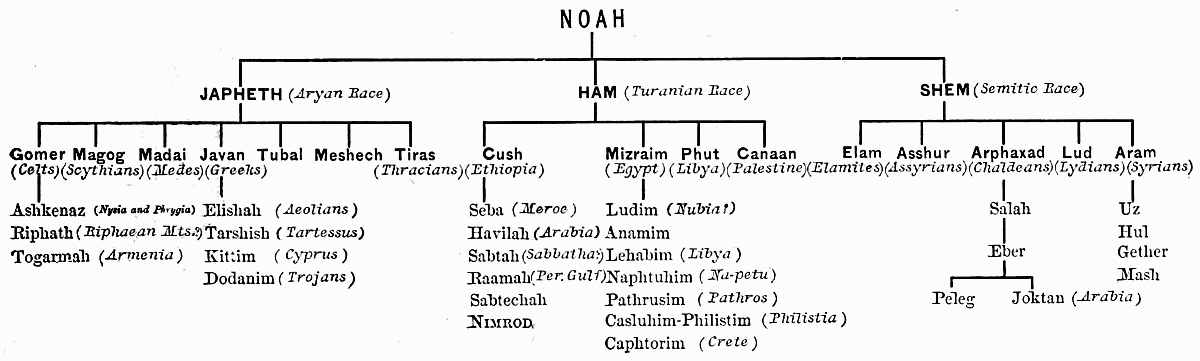 NOAH
JAPHETH (Aryan Race) HAM (Turanian Race) SHEM (Semitic Race)
Gomer Magog Madai Javan Tubal Meshech Tiras Cush Mizraim Phut Canaan Elam Asshur Arphaxad Lud Aram
(Celts) (Scythians) (Medes) (Greeks) (Thracians) (Ethiopia) (Egypt) (Libya) (Palestine) (Elamites) (Assyrians) (Chaldeans) (Lydians) (Syrians)
Ashkenaz (Nysia and Phrygia) Elishah (Aeolians) Seba (Meroe) Ludim (Nubia?) Salah Uz
Riphath (Riphaean Mts.?) Tarshish (Tartessus) Havilah (Arabia) Anamim Hul
Togarmah (Armenia) Kittim (Cyprus) Sabtah (Sabbatha?) Lehabim (Libya) Eber Gether
Dodanim (Trojans) Raamah (Per. Gulf) Naphtuhim (Na-petu) Mash
Sabtechah Pathrusim (Pathros) Peleg Joktan (Arabia)
NIMROD Casluhim-Philistim (Philistia)
Caphtorim (Crete)